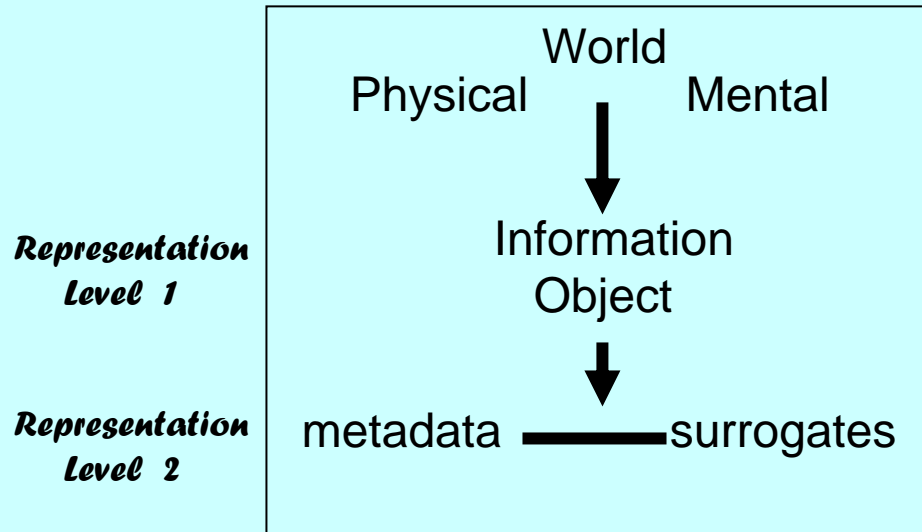 World
Physical Mental
Representation
Level 1
Information
Object
Representation
Level 2
metadata surrogates